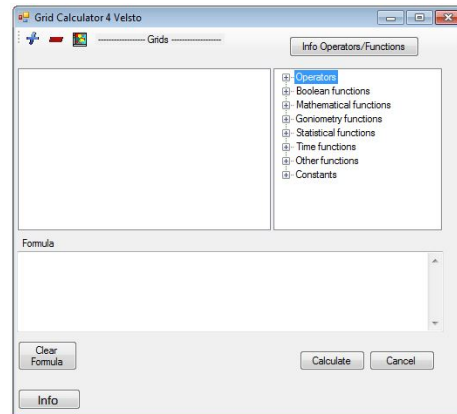 Grid Calculator 4 Velsto
---------------- Grids ----------------
Info Operators/Functions
Operators
Boolean functions
Mathematical functions
Goniometry functions
Statistical functions
Time functions
Other functions
Constants
Formula
Clear
Formula
Calculate
Cancel
Info